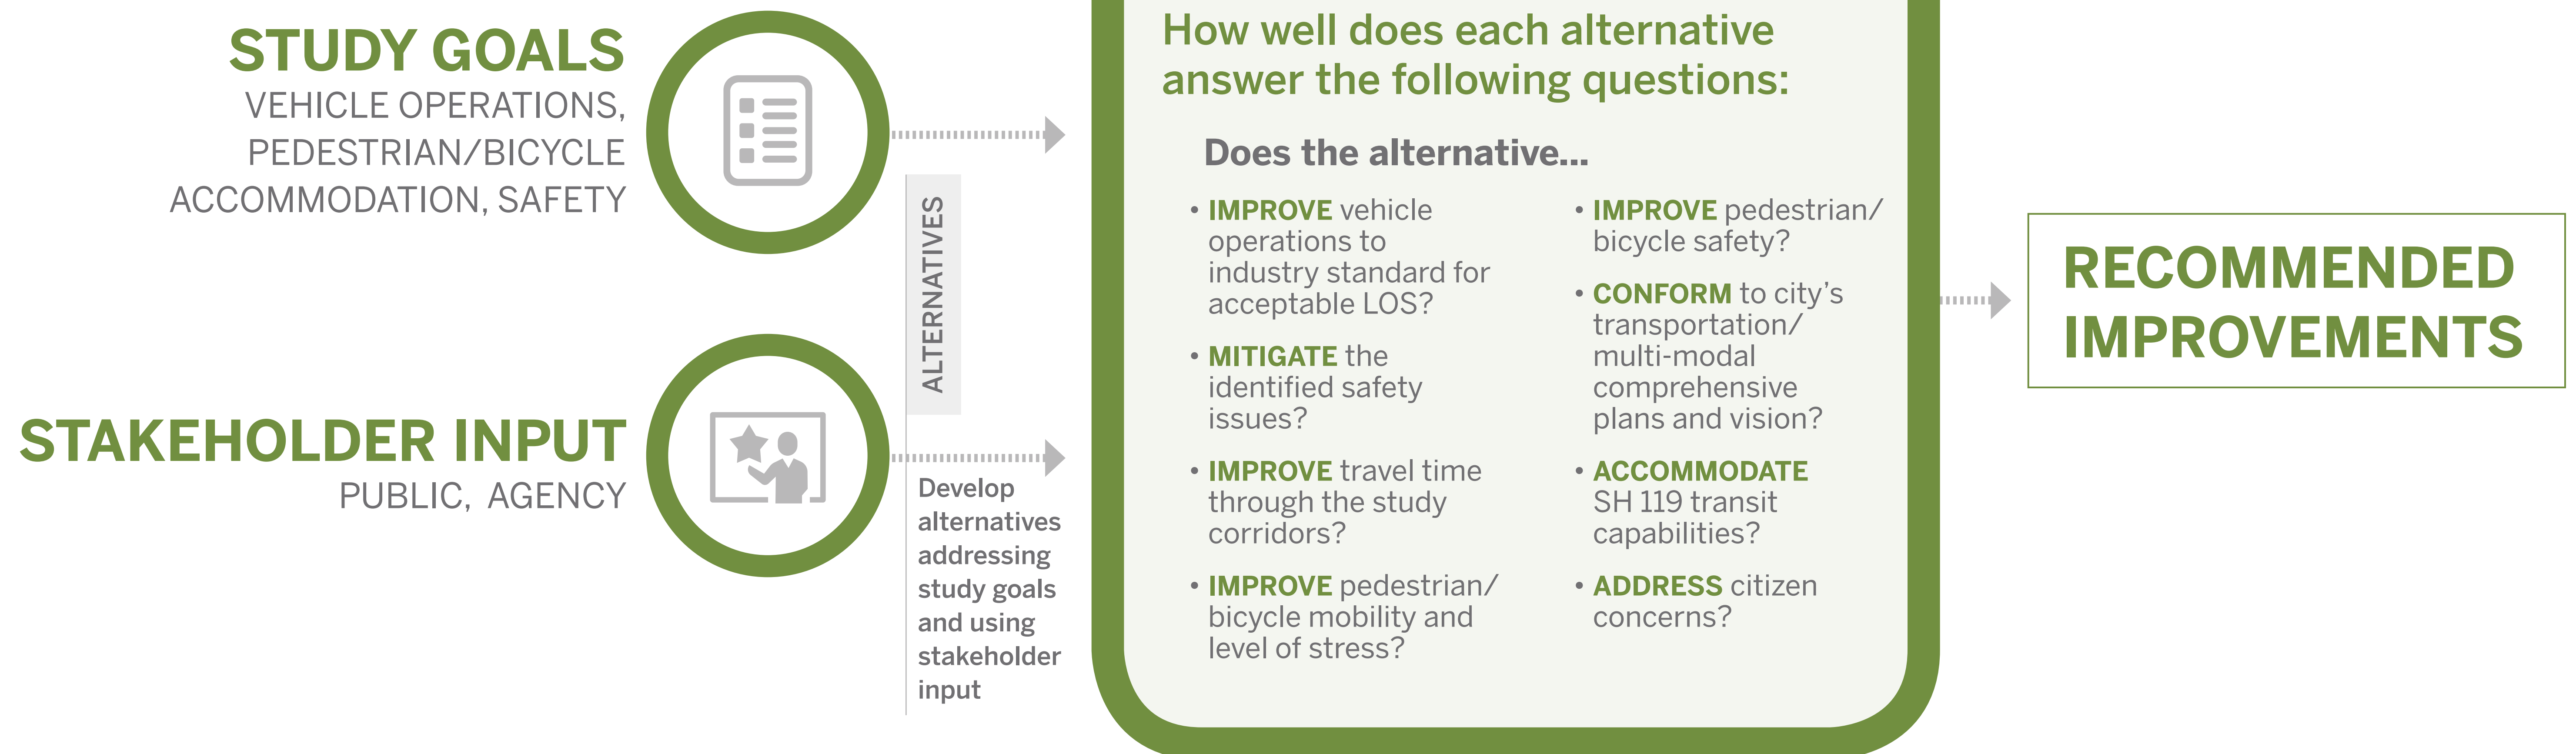 STUDY GOALS
VEHICLE OPERATIONS,
PEDESTRIAN/BICYCLE
ACCOMMODATION, SAFETY
STAKEHOLDER INPUT
PUBLIC, AGENCY
ALTERNATIVES
Develop
alternatives
addressing
study goals
and using
stakeholder
input
How well does each alternative
answer the following questions:
Does the alternative...
• IMPROVE vehicle
operations to
industry standard for
acceptable LOS?
• MITIGATE the
identified safety
issues?
• IMPROVE travel time
through the study
corridors?
• IMPROVE pedestrian/
bicycle mobility and
level of stress?
• IMPROVE pedestrian/
bicycle safety?
• CONFORM to city’s
transportation/
multi-modal
comprehensive
plans and vision?
• ACCOMMODATE
SH 119 transit
capabilities?
• ADDRESS citizen
concerns?
RECOMMENDED
IMPROVEMENTS